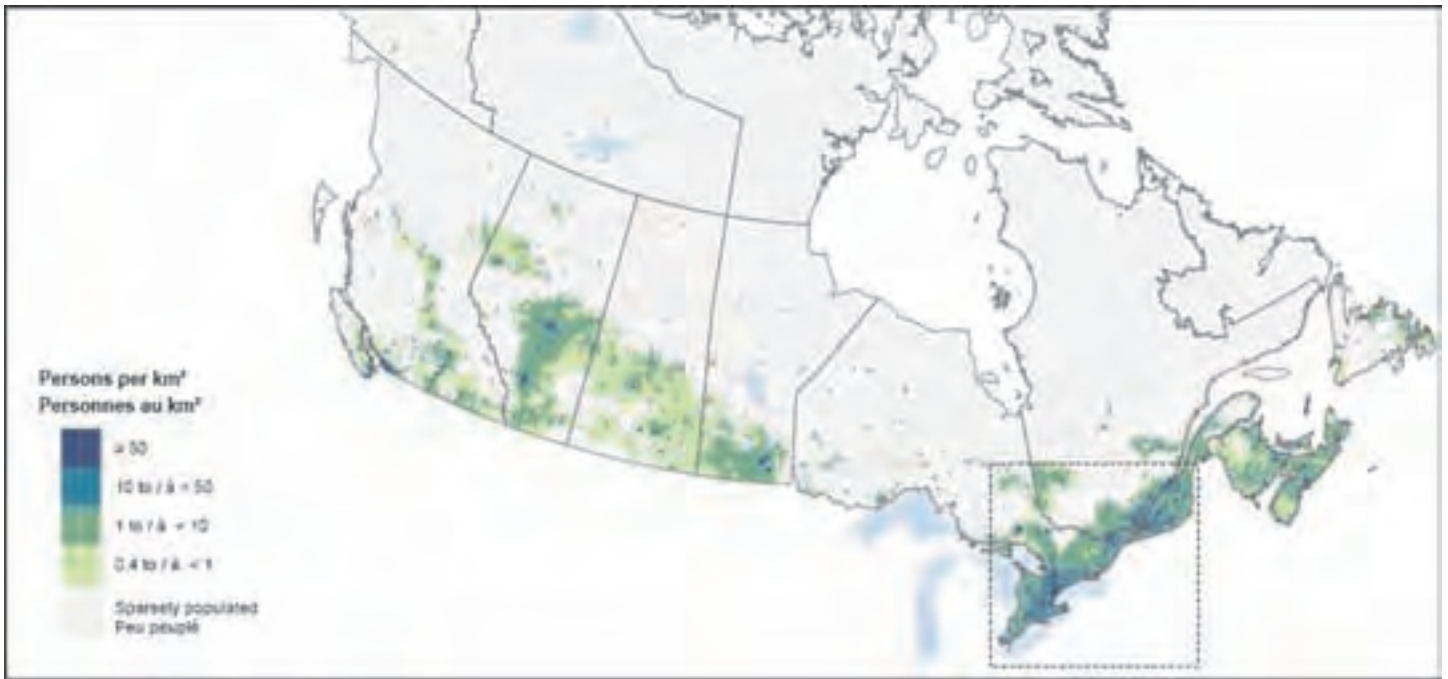 Persons per km²
Personnes au km²
≥ 50
10 to / à < 50
1 to / à < 10
0.4 to / à < 1
Sparsely populated
Peu peuplé